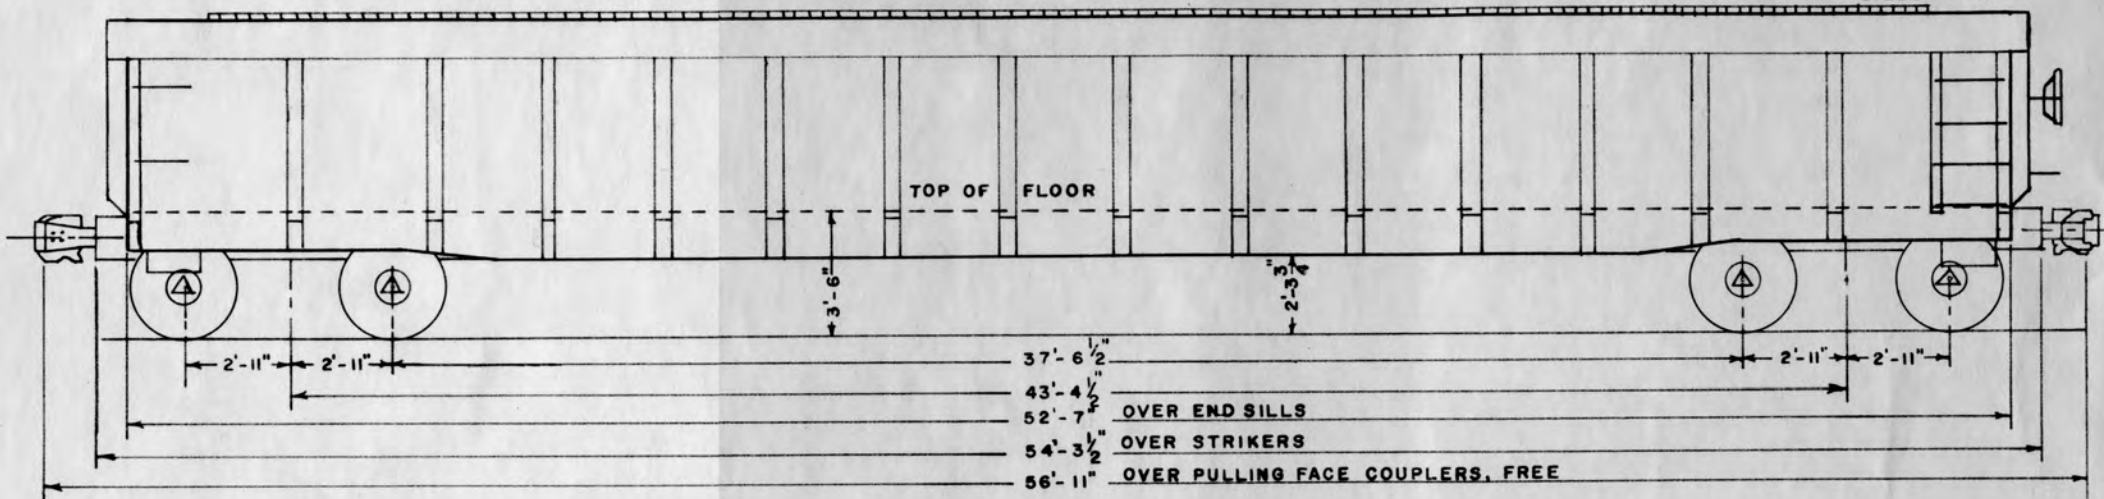 TOP OF FLOOR
3'-6"
2'-3 3/4"
2'-11" 2'-11" 37'-6 1/2" 2'-11" 2'-11"
43'-4 1/2"
52'-7" OVER END SILLS
54'-3 1/2" OVER STRIKERS
56'-11" OVER PULLING FACE COUPLERS, FREE